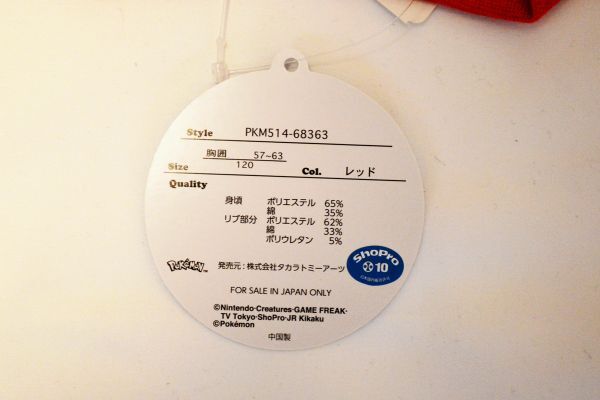 Style PKM514-68363
胸囲 57~63
Size 120 Col. レッド
Quality
身頃 ポリエステル 65%
綿 35%
リブ部分 ポリエステル 62%
綿 33%
ポリウレタン 5%
POKéMON™ 発売元:株式会社タカラトミーアーツ
ShoPro
10
FOR SALE IN JAPAN ONLY
©Nintendo·Creatures·GAME FREAK·
TV Tokyo·ShoPro·JR Kikaku
©Pokémon
中国製